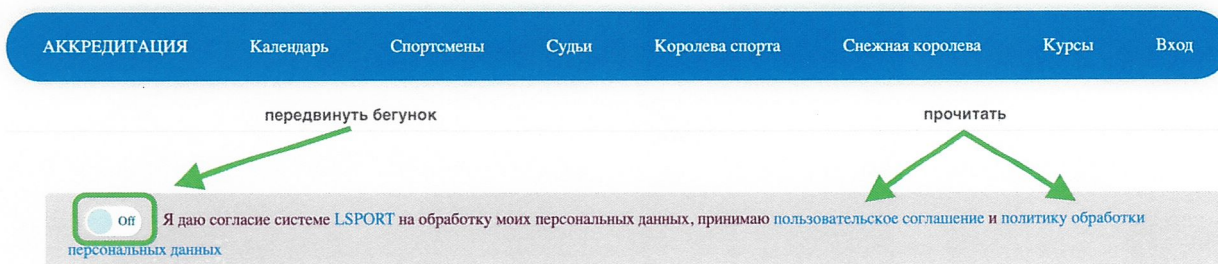 АККРЕДИТАЦИЯ Календарь Спортсмены Судьи Королева спорта Снежная королева Курсы Вход
передвинуть бегунок прочитать
Off Я даю согласие системе LSPORT на обработку моих персональных данных, принимаю пользовательское соглашение и политику обработки
персональных данных